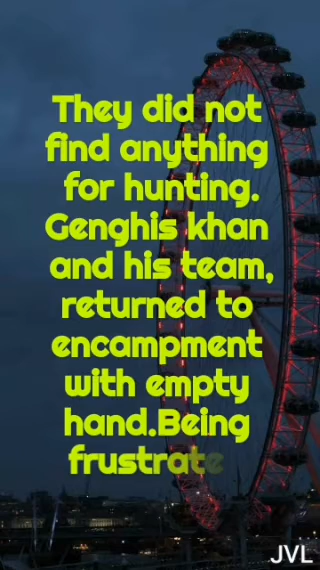 They did not
find anything
for hunting.
Genghis khan
and his team,
returned to
encampment
with empty
hand.Being
frustrate
JVL